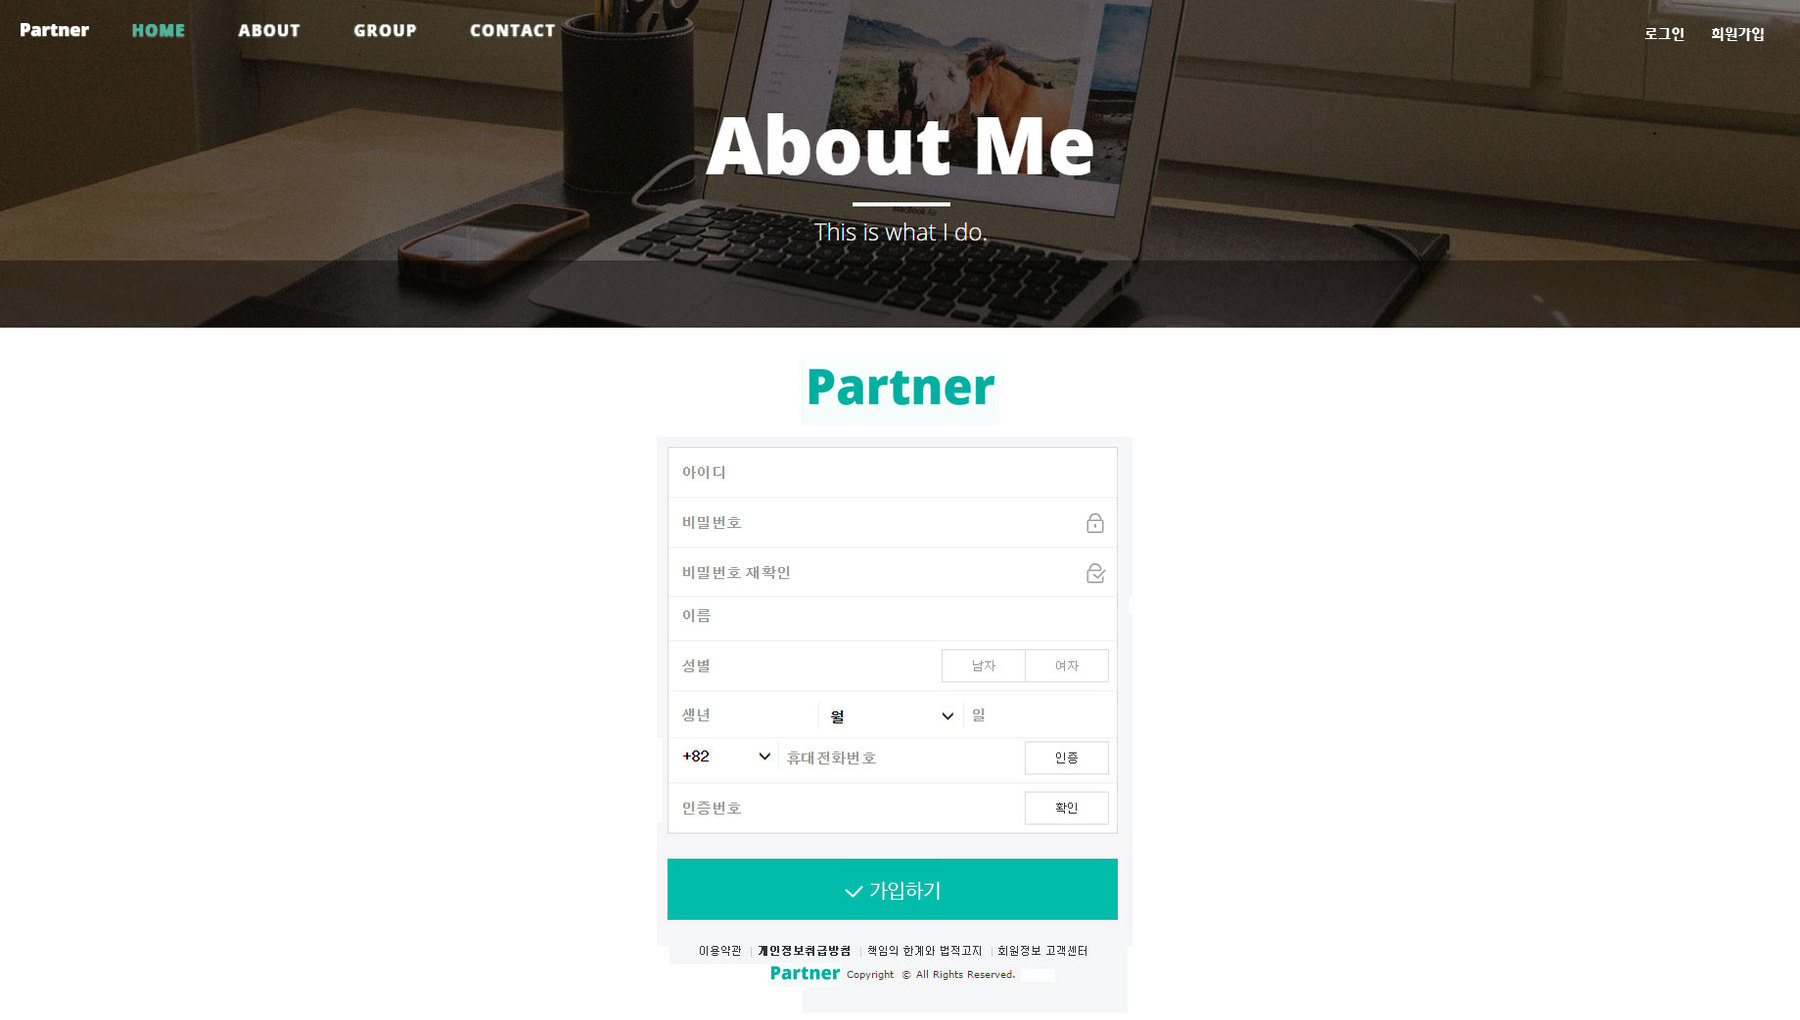 Partner HOME ABOUT GROUP CONTACT 로그인 회원가입
About Me
MacBook Air
This is what I do.
Partner
아이디
비밀번호
비밀번호 재확인
이름
성별 남자 여자
생년 월 일
+82 휴대전화번호 인증
인증번호 확인
가입하기
이용약관 | 개인정보취급방침 | 책임의 한계와 법적고지 | 회원정보 고객센터
Partner Copyright © All Rights Reserved.